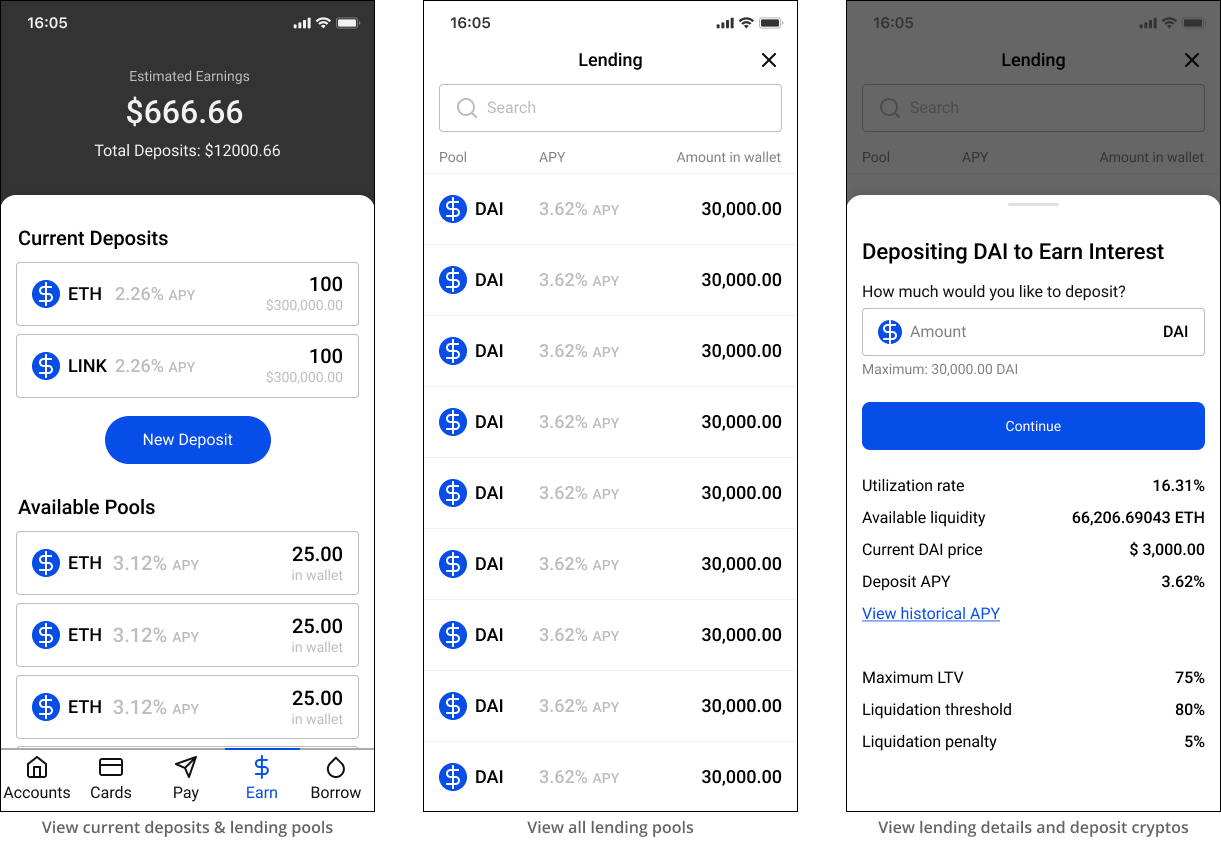 16:05
Estimated Earnings
$666.66
Total Deposits: $12000.66
Current Deposits
ETH 2.26% APY 100
$300,000.00
LINK 2.26% APY 100
$300,000.00
New Deposit
Available Pools
ETH 3.12% APY 25.00
in wallet
ETH 3.12% APY 25.00
in wallet
ETH 3.12% APY 25.00
in wallet
Accounts Cards Pay Earn Borrow
View current deposits & lending pools
16:05
Lending
Search
Pool APY Amount in wallet
DAI 3.62% APY 30,000.00
DAI 3.62% APY 30,000.00
DAI 3.62% APY 30,000.00
DAI 3.62% APY 30,000.00
DAI 3.62% APY 30,000.00
DAI 3.62% APY 30,000.00
DAI 3.62% APY 30,000.00
DAI 3.62% APY 30,000.00
DAI 3.62% APY 30,000.00
View all lending pools
16:05
Lending
Search
Pool APY Amount in wallet
Depositing DAI to Earn Interest
How much would you like to deposit?
Amount DAI
Maximum: 30,000.00 DAI
Continue
Utilization rate 16.31%
Available liquidity 66,206.69043 ETH
Current DAI price $ 3,000.00
Deposit APY 3.62%
View historical APY
Maximum LTV 75%
Liquidation threshold 80%
Liquidation penalty 5%
View lending details and deposit cryptos